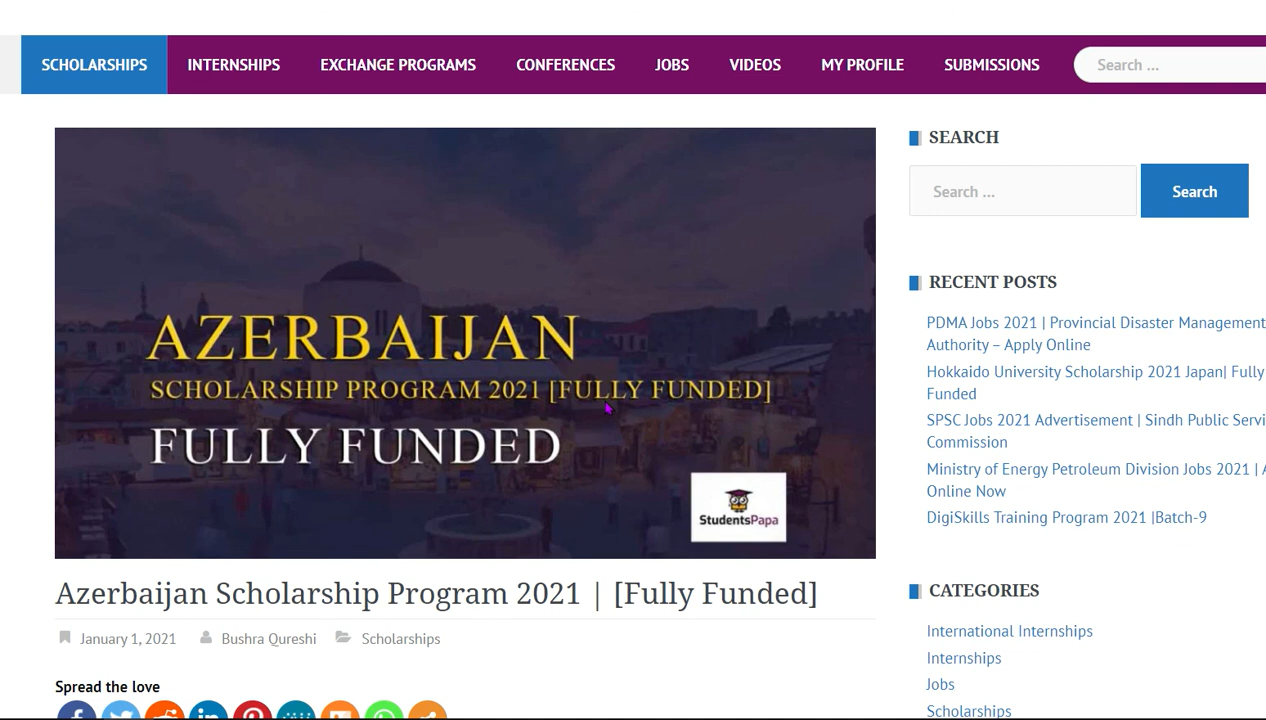 SCHOLARSHIPS INTERNSHIPS EXCHANGE PROGRAMS CONFERENCES JOBS VIDEOS MY PROFILE SUBMISSIONS Search ...
AZERBAIJAN
SCHOLARSHIP PROGRAM 2021 [FULLY FUNDED]
FULLY FUNDED
StudentsPapa
Azerbaijan Scholarship Program 2021 | [Fully Funded]
January 1, 2021 Bushra Qureshi Scholarships
Spread the love
SEARCH
Search ... Search
RECENT POSTS
PDMA Jobs 2021 | Provincial Disaster Management
Authority – Apply Online
Hokkaido University Scholarship 2021 Japan| Fully
Funded
SPSC Jobs 2021 Advertisement | Sindh Public Servi
Commission
Ministry of Energy Petroleum Division Jobs 2021 | A
Online Now
DigiSkills Training Program 2021 |Batch-9
CATEGORIES
International Internships
Internships
Jobs
Scholarships